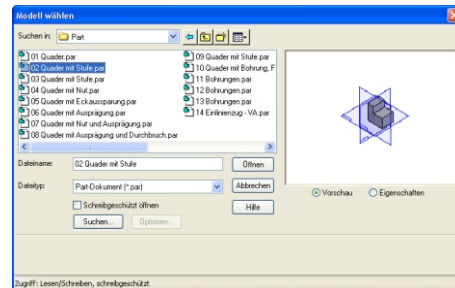 Modell wählen
Suchen in: Part
01 Quader.par
02 Quader mit Stufe.par
03 Quader mit Stufe.par
04 Quader mit Nut.par
05 Quader mit Eckaussparung.par
06 Quader mit Ausprägung.par
07 Quader mit Nut und Ausprägung.par
08 Quader mit Ausprägung und Durchbruch.par
09 Quader mit Stufe.par
10 Quader mit Bohrung, F
11 Bohrungen.par
12 Bohrungen.par
13 Bohrungen.par
14 Einlinienzug - VA.par
Dateiname: 02 Quader mit Stufe Öffnen
Dateityp: Part-Dokument (*.par) Abbrechen
Schreibgeschützt öffnen Hilfe
Suchen... Optionen...
Vorschau Eigenschaften
Zugriff: Lesen/Schreiben, schreibgeschützt